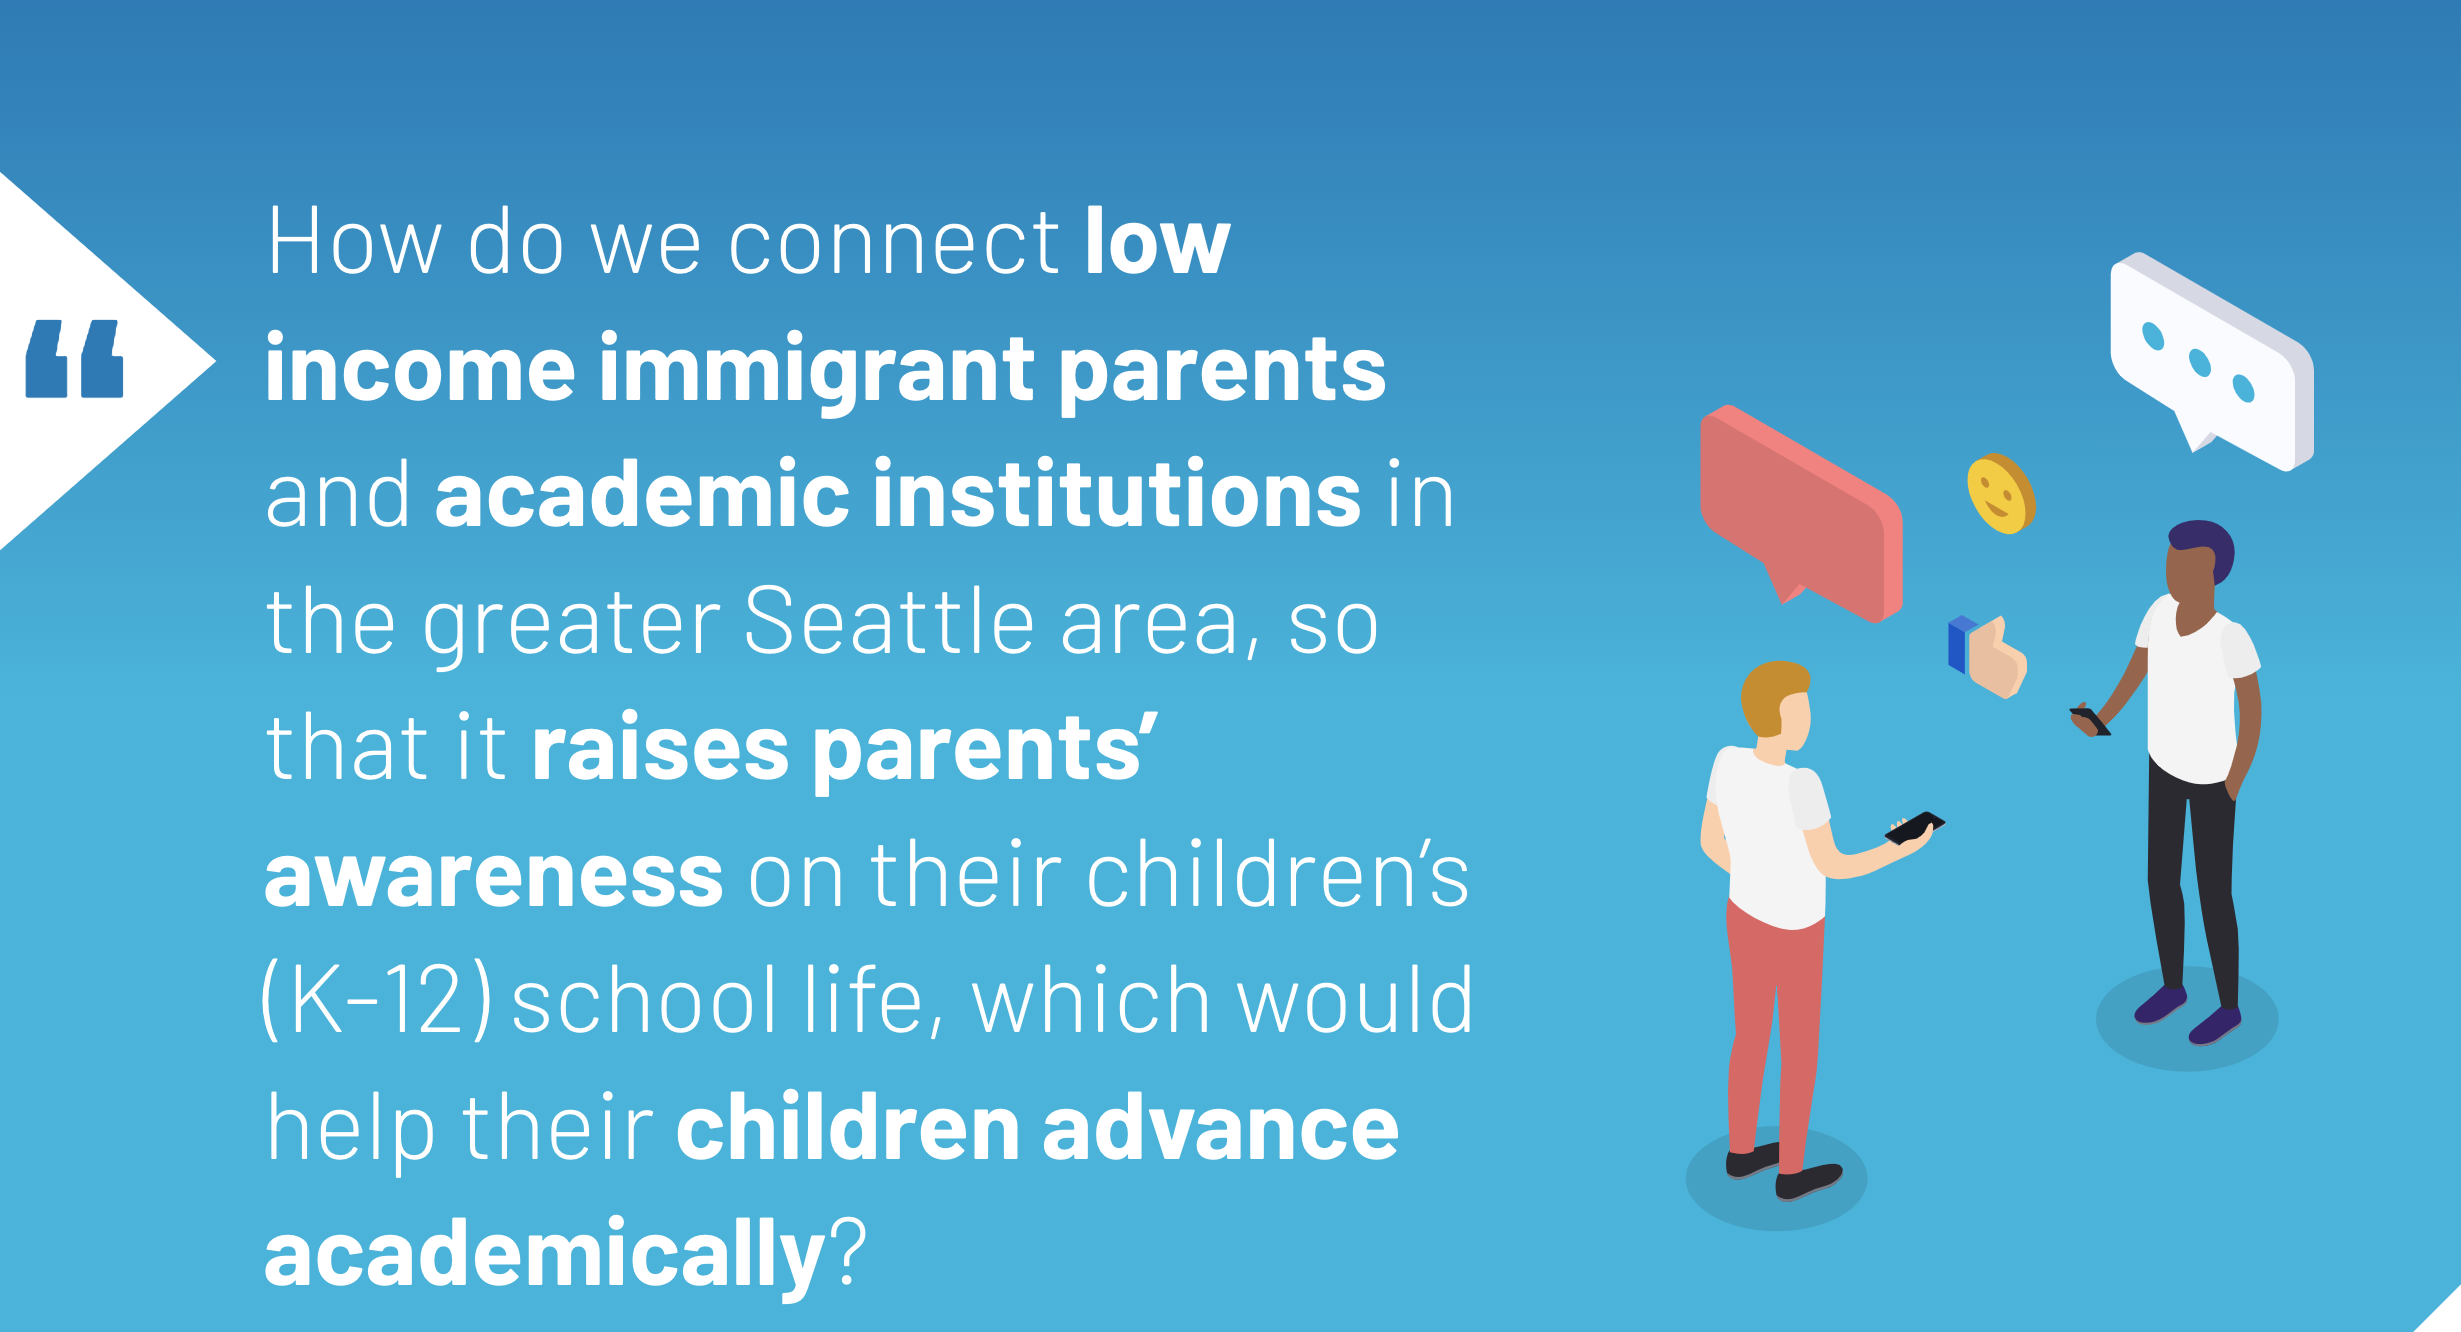 “
How do we connect low
income immigrant parents
and academic institutions in
the greater Seattle area, so
that it raises parents’
awareness on their children’s
(K-12) school life, which would
help their children advance
academically?